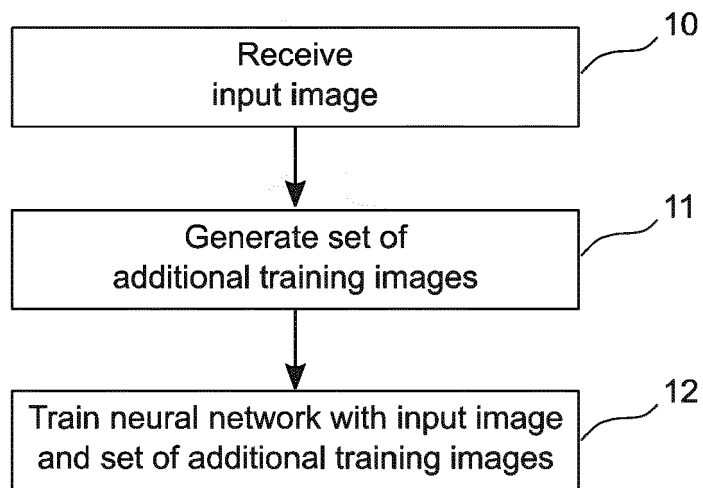 10
Receive
input image
11
Generate set of
additional training images
12
Train neural network with input image
and set of additional training images